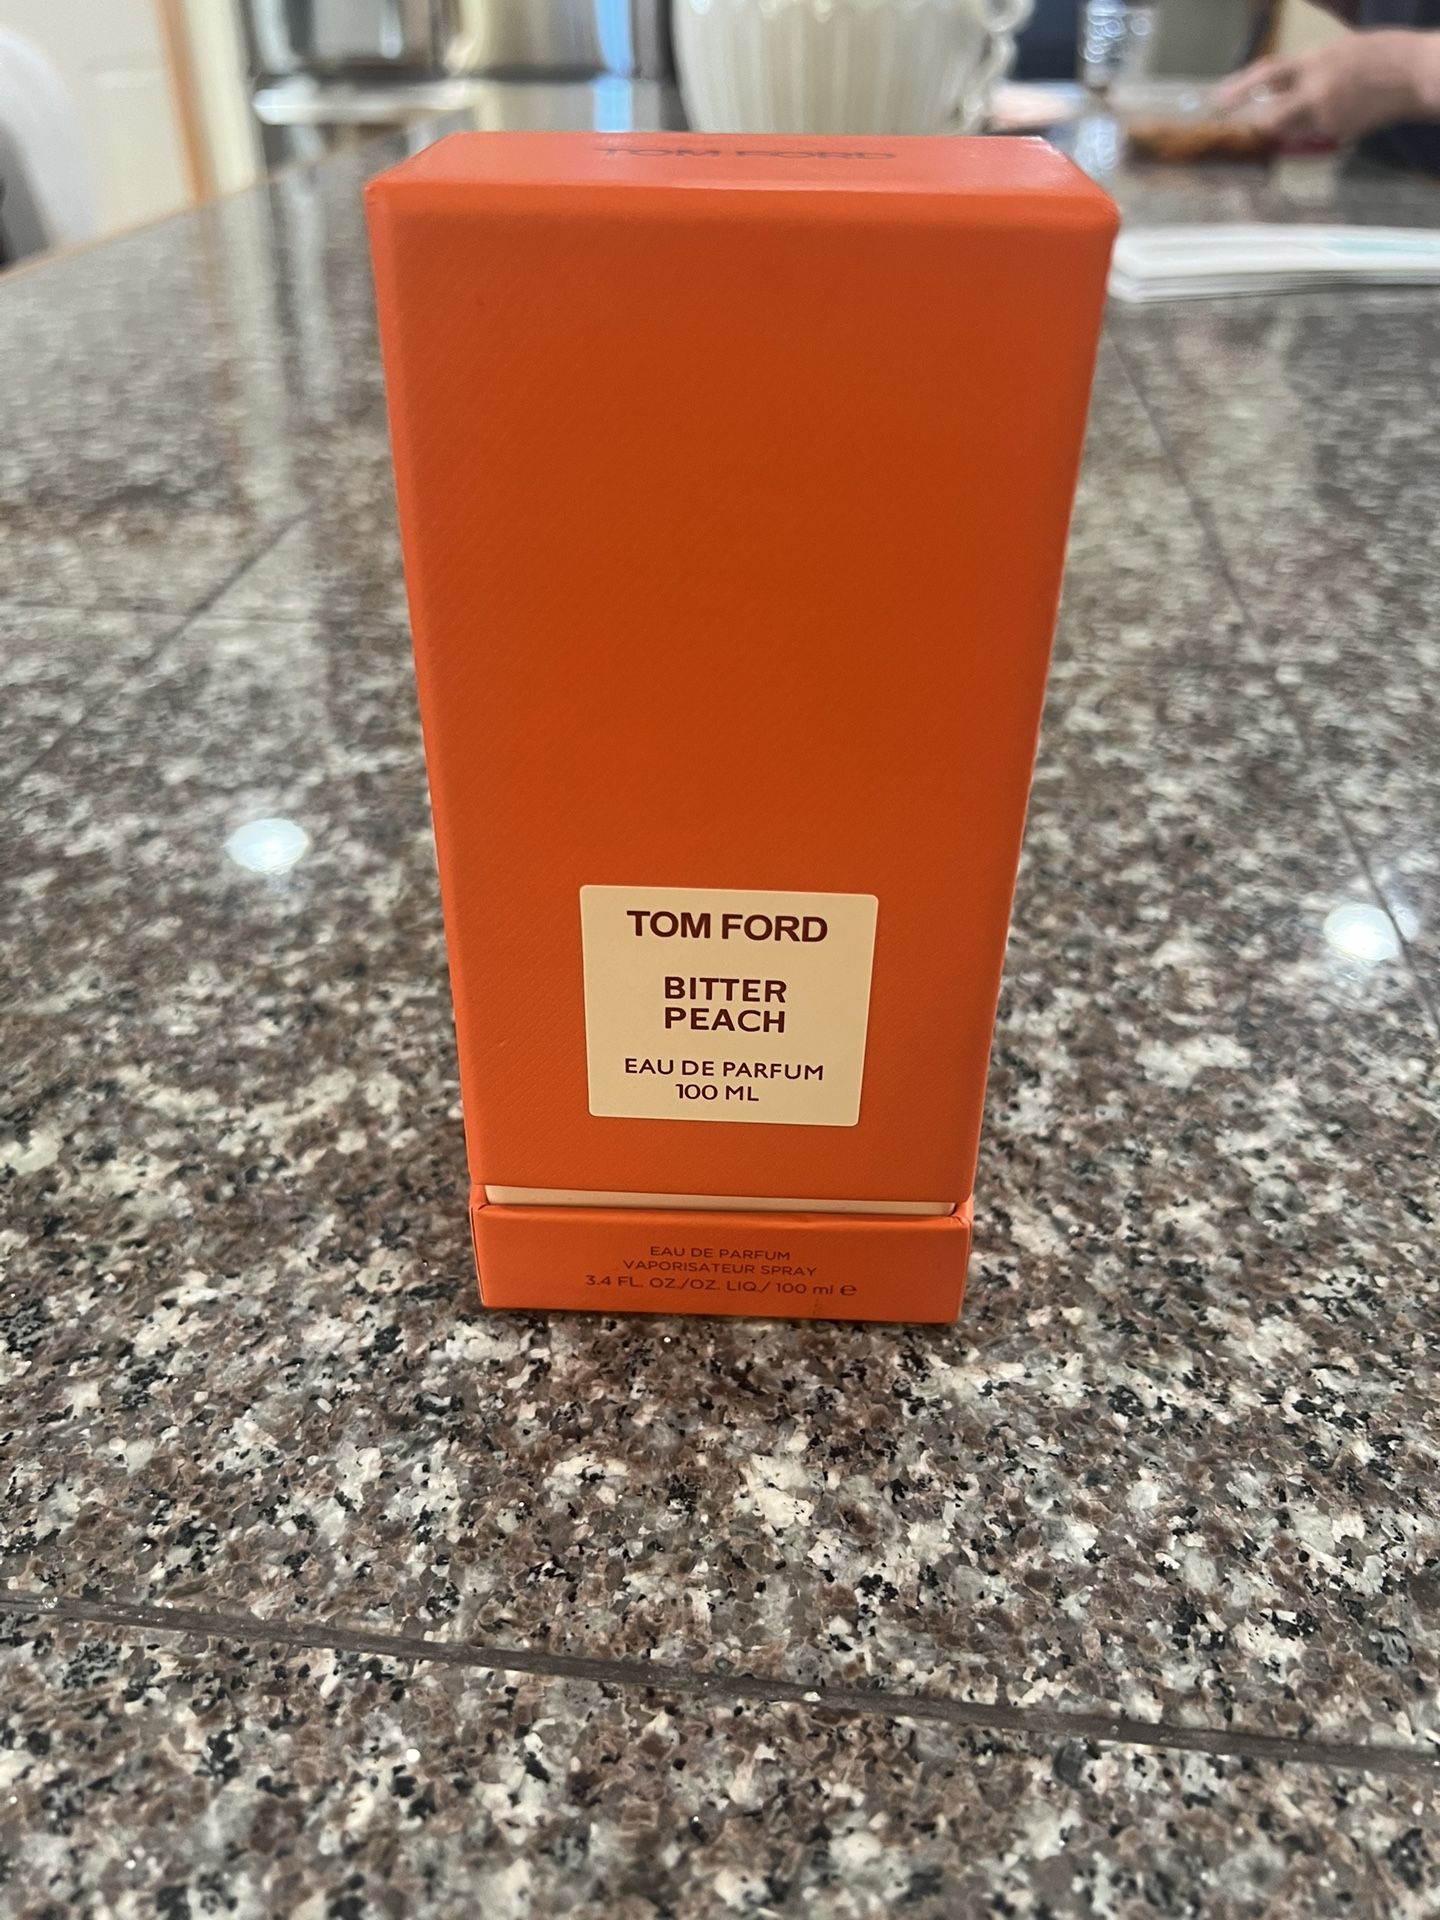 TOM FORD
TOM FORD
BITTER
PEACH
EAU DE PARFUM
100 ML
EAU DE PARFUM
VAPORISATEUR SPRAY
3.4 FL. OZ./OZ. LIQ./ 100 ml ℮